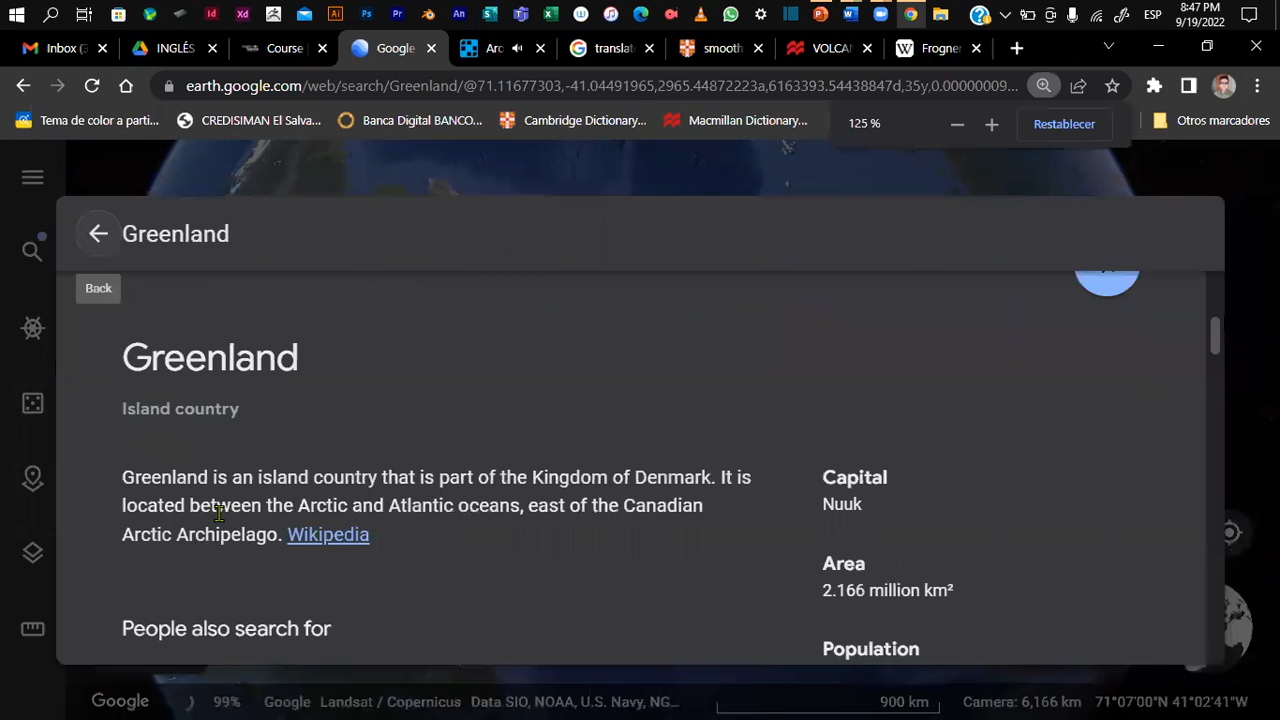 8:47 PM
ESP
9/19/2022
Inbox (3
INGLÉS
Course
Google
Arc
translat
smooth
VOLCAN
Frogner
earth.google.com/web/search/Greenland/@71.11677303,-41.04491965,2965.44872223a,6163393.54438847d,35y,0.00000009...
Tema de color a parti...
CREDISIMAN El Salva...
Banca Digital BANCO...
Cambridge Dictionary...
Macmillan Dictionary...
125 %
Restablecer
Otros marcadores
Greenland
Back
Greenland
Island country
Greenland is an island country that is part of the Kingdom of Denmark. It is
located between the Arctic and Atlantic oceans, east of the Canadian
Arctic Archipelago. Wikipedia
People also search for
Capital
Nuuk
Area
2.166 million km²
Population
Google
99%
Google
Landsat / Copernicus
Data SIO, NOAA, U.S. Navy, NG...
900 km
Camera: 6,166 km
71°07'00"N 41°02'41"W